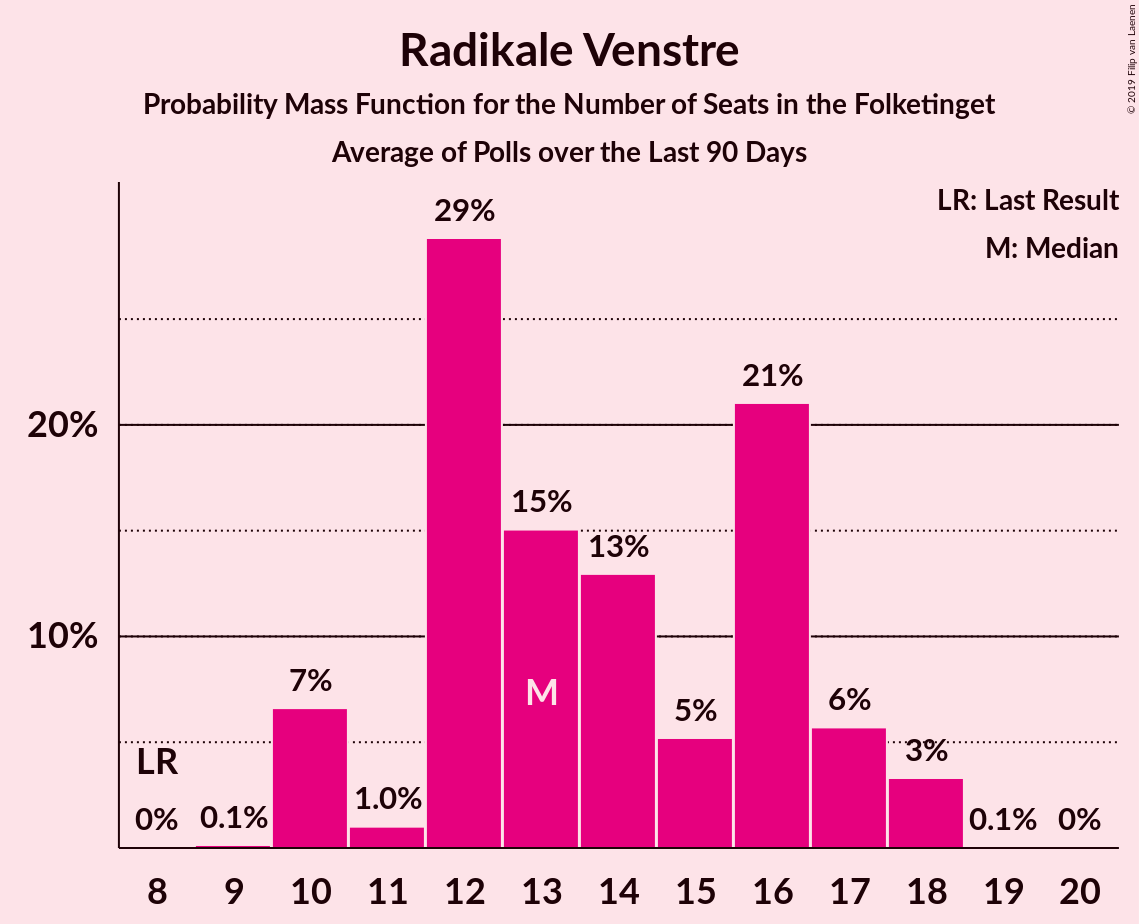 Radikale Venstre
Probability Mass Function for the Number of Seats in the Folketinget
Average of Polls over the Last 90 Days
© 2019 Filip van Laenen
LR: Last Result
M: Median
29%
21%
20%
15%
13%
10%
7%
M
5%
6%
3%
LR
1.0%
0%
0.1%
0.1%
0%
8 9 10 11 12 13 14 15 16 17 18 19 20